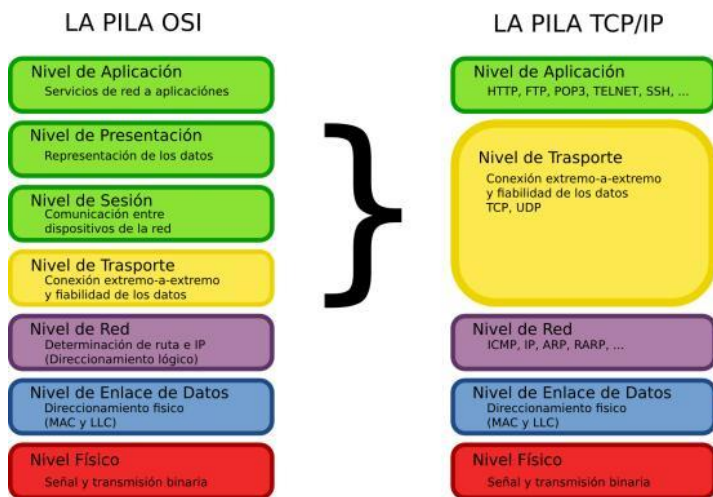 LA PILA OSI
Nivel de Aplicación
Servicios de red a aplicaciónes
Nivel de Presentación
Representación de los datos
Nivel de Sesión
Comunicación entre
dispositivos de la red
Nivel de Trasporte
Conexión extremo-a-extremo
y fiabilidad de los datos
Nivel de Red
Determinación de ruta e IP
(Direccionamiento lógico)
Nivel de Enlace de Datos
Direccionamiento fisico
(MAC y LLC)
Nivel Físico
Señal y transmisión binaria
}
LA PILA TCP/IP
Nivel de Aplicación
HTTP, FTP, POP3, TELNET, SSH, ...
Nivel de Trasporte
Conexión extremo-a-extremo
y fiabilidad de los datos
TCP, UDP
Nivel de Red
ICMP, IP, ARP, RARP, ...
Nivel de Enlace de Datos
Direccionamiento fisico
(MAC y LLC)
Nivel Físico
Señal y transmisión binaria